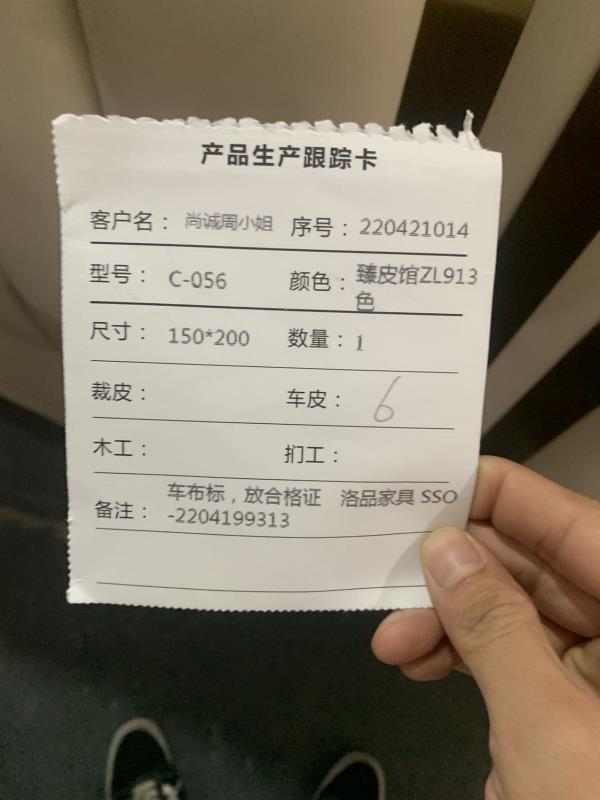 产品生产跟踪卡
客户名： 尚诚周小姐 序号：220421014
型号： C-056 颜色：臻皮馆ZL913
色
尺寸： 150*200 数量：1
裁皮： 车皮： 6
木工： 扪工：
备注： 车布标，放合格证 洛品家具 SSO
-2204199313